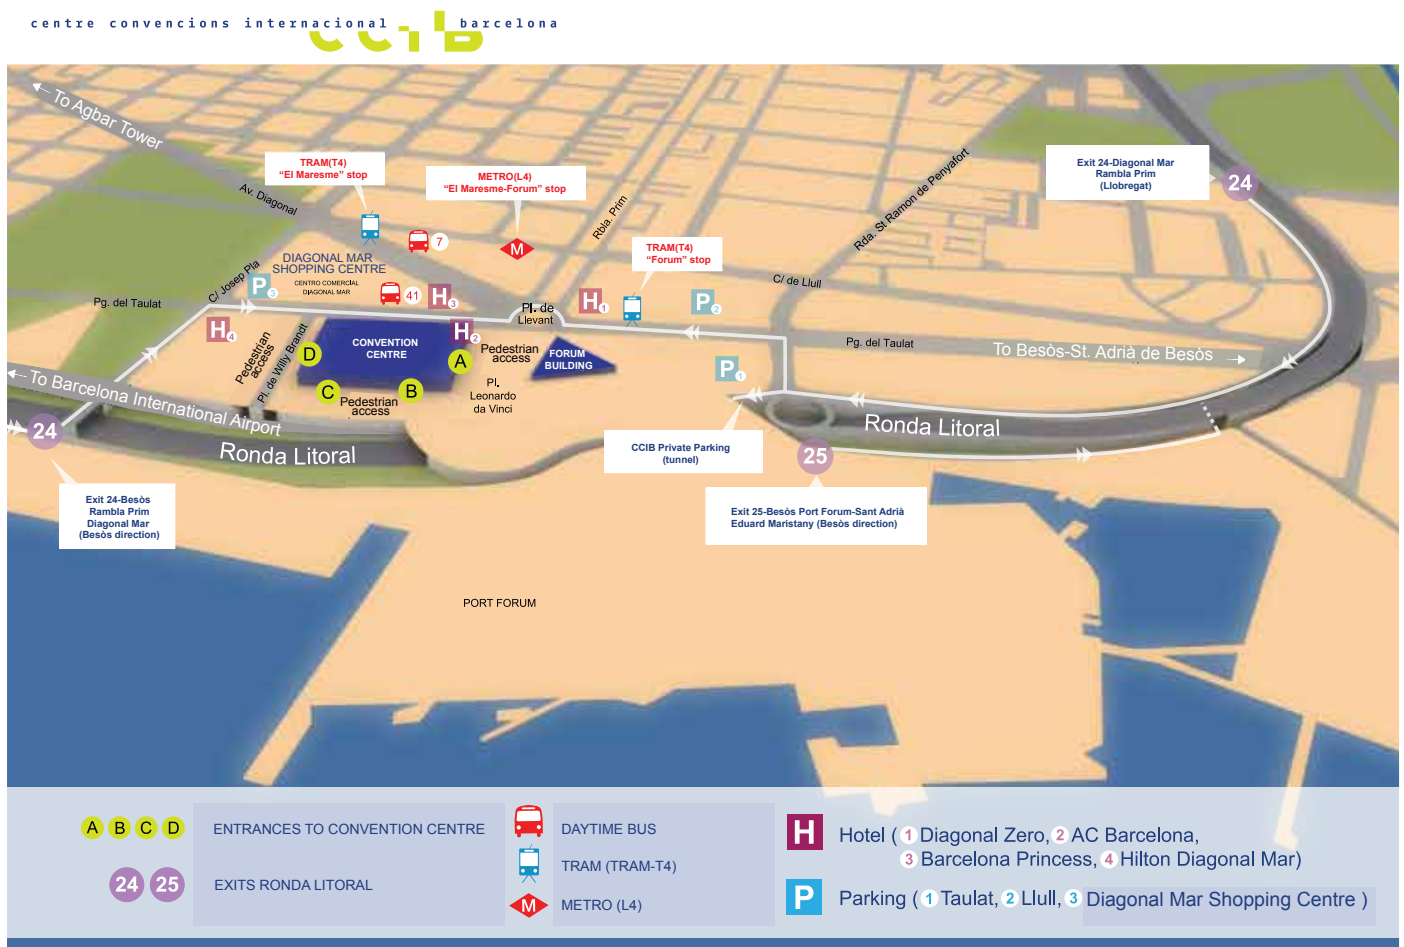 centre convencions internacional barcelona
CCIB
To Agbar Tower
TRAM(T4)
“El Maresme” stop
METRO(L4)
“El Maresme-Forum” stop
Exit 24-Diagonal Mar
Rambla Prim
(Llobregat)
24
Av. Diagonal
Rbla. Prim
Rda. St Ramon de Penyafort
7
M
TRAM(T4)
“Forum” stop
DIAGONAL MAR
SHOPPING CENTRE
CENTRO COMERCIAL
DIAGONAL MAR
C/ Josep Pla
P 3
41
H 3
H 1
P 2
C/ de Llull
Pg. del Taulat
Pl. de
Llevant
H 4
H 2
Pedestrian
access
Pl. de Willy Brandt
D
CONVENTION
CENTRE
A
Pedestrian
access
FORUM
BUILDING
Pg. del Taulat
To Besòs-St. Adrià de Besòs
P 1
C
B
Pedestrian
access
Pl.
Leonardo
da Vinci
To Barcelona International Airport
24
Ronda Litoral
Ronda Litoral
CCIB Private Parking
(tunnel)
25
Exit 24-Besòs
Rambla Prim
Diagonal Mar
(Besòs direction)
Exit 25-Besòs Port Forum-Sant Adrià
Eduard Maristany (Besòs direction)
PORT FORUM
A B C D ENTRANCES TO CONVENTION CENTRE
24 25 EXITS RONDA LITORAL
DAYTIME BUS
TRAM (TRAM-T4)
M METRO (L4)
H Hotel ( 1 Diagonal Zero, 2 AC Barcelona,
3 Barcelona Princess, 4 Hilton Diagonal Mar)
P Parking ( 1 Taulat, 2 Llull, 3 Diagonal Mar Shopping Centre )